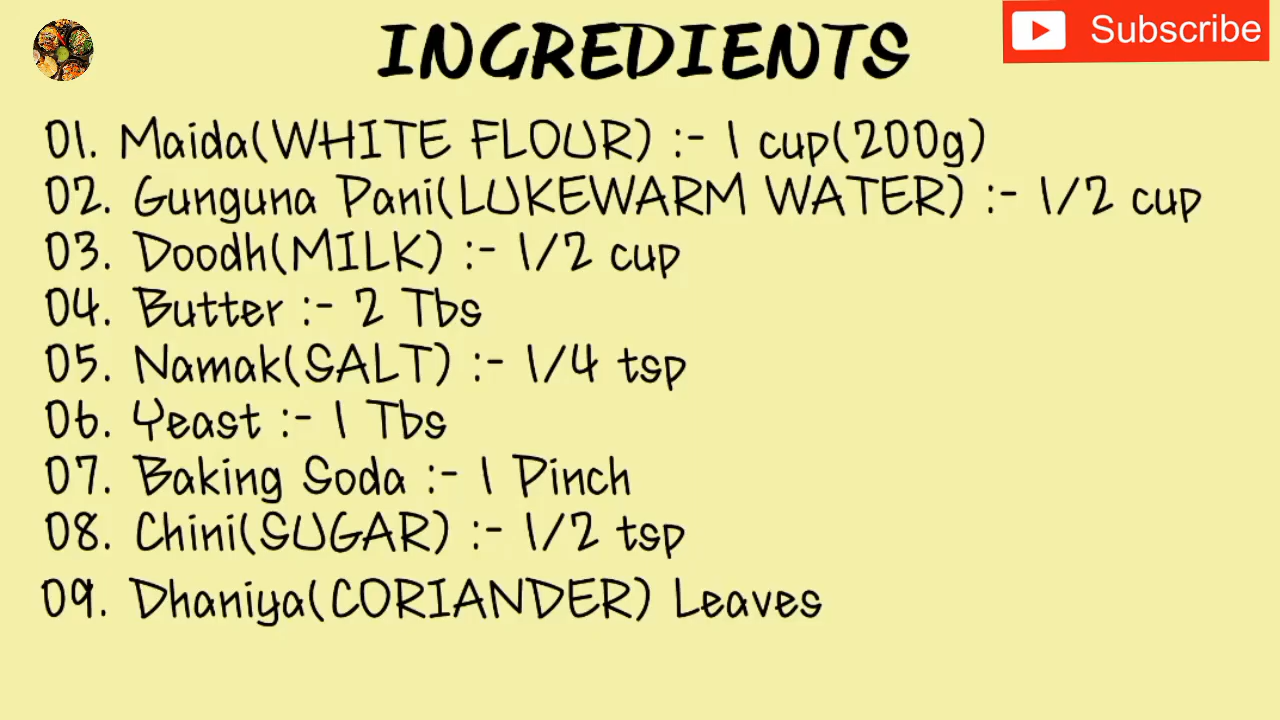 INGREDIENTS
Subscribe
01. Maida(WHITE FLOUR) :- 1 cup(200g)
02. Gunguna Pani(LUKEWARM WATER) :- 1/2 cup
03. Doodh(MILK) :- 1/2 cup
04. Butter :- 2 Tbs
05. Namak(SALT) :- 1/4 tsp
06. Yeast :- 1 Tbs
07. Baking Soda :- 1 Pinch
08. Chini(SUGAR) :- 1/2 tsp
09. Dhaniya(CORIANDER) Leaves